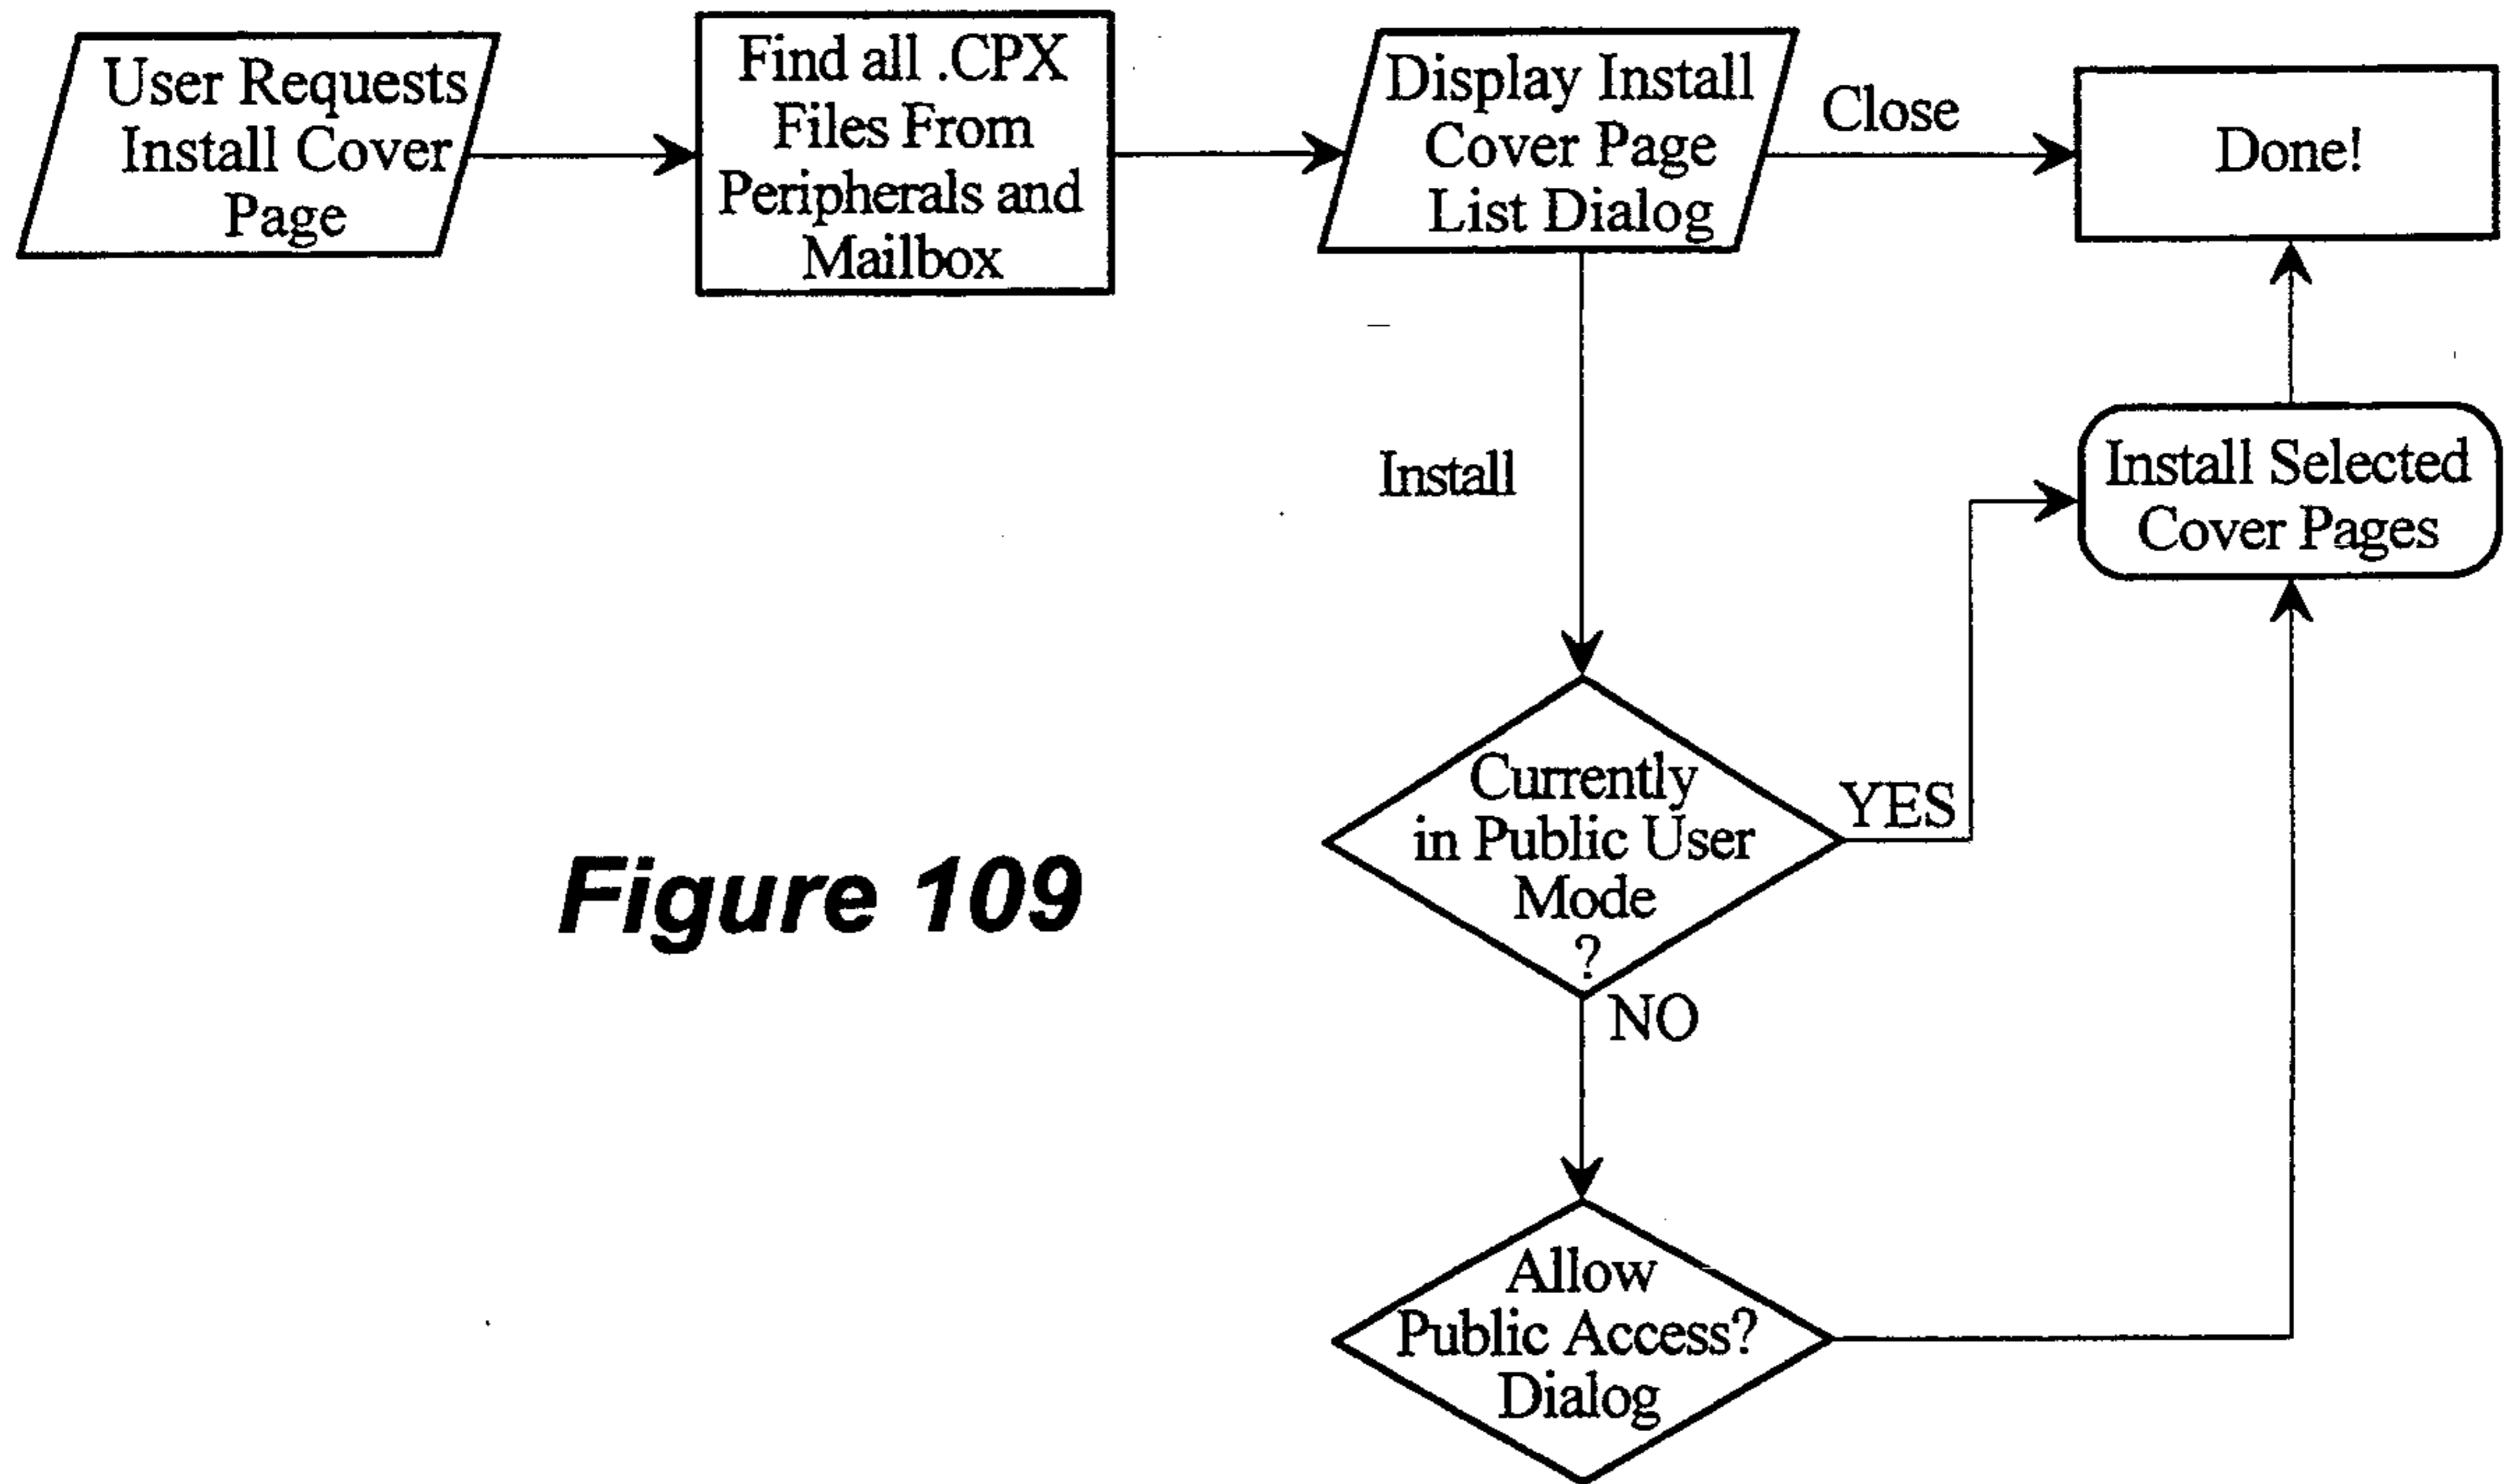 User Requests
Install Cover
Page
Find all .CPX
Files From
Peripherals and
Mailbox
Display Install
Cover Page
List Dialog
Close
Done!
Install
Install Selected
Cover Pages
Currently
in Public User
Mode
?
YES
NO
Figure 109
Allow
Public Access?
Dialog